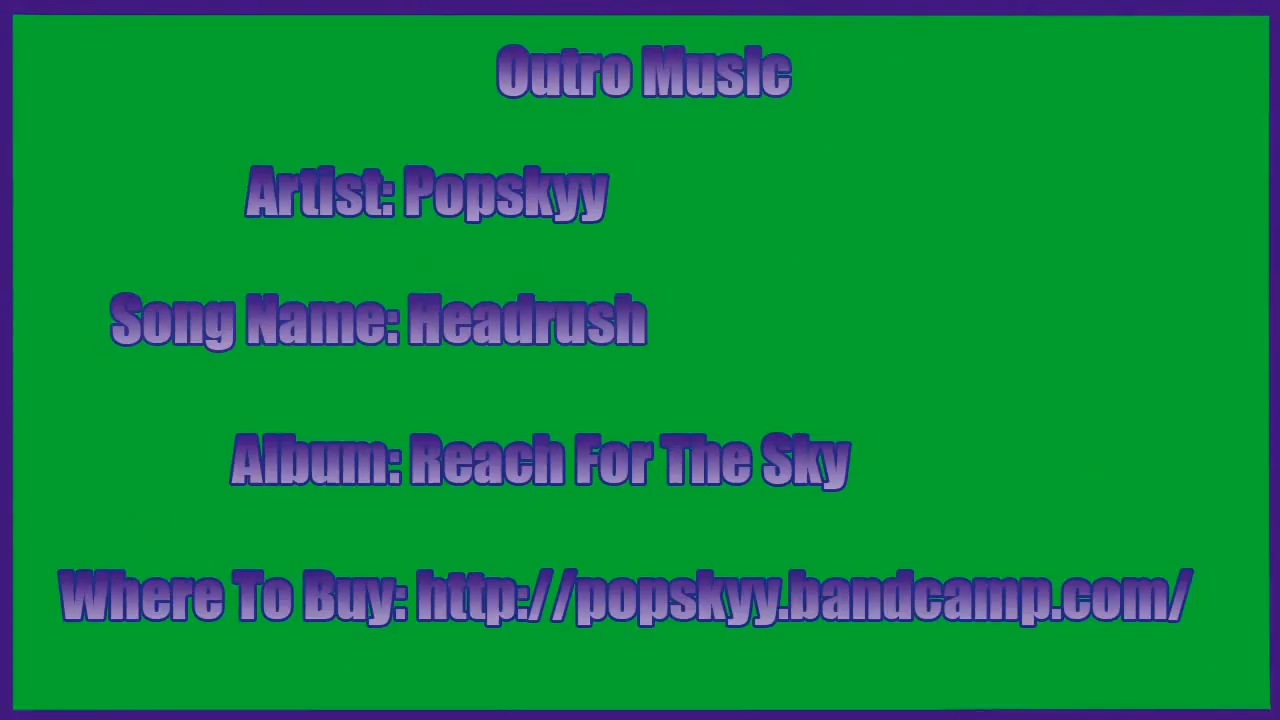 Outro Music
Artist: Popskyy
Song Name: Headrush
Album: Reach For The Sky
Where To Buy: http://popskyy.bandcamp.com/